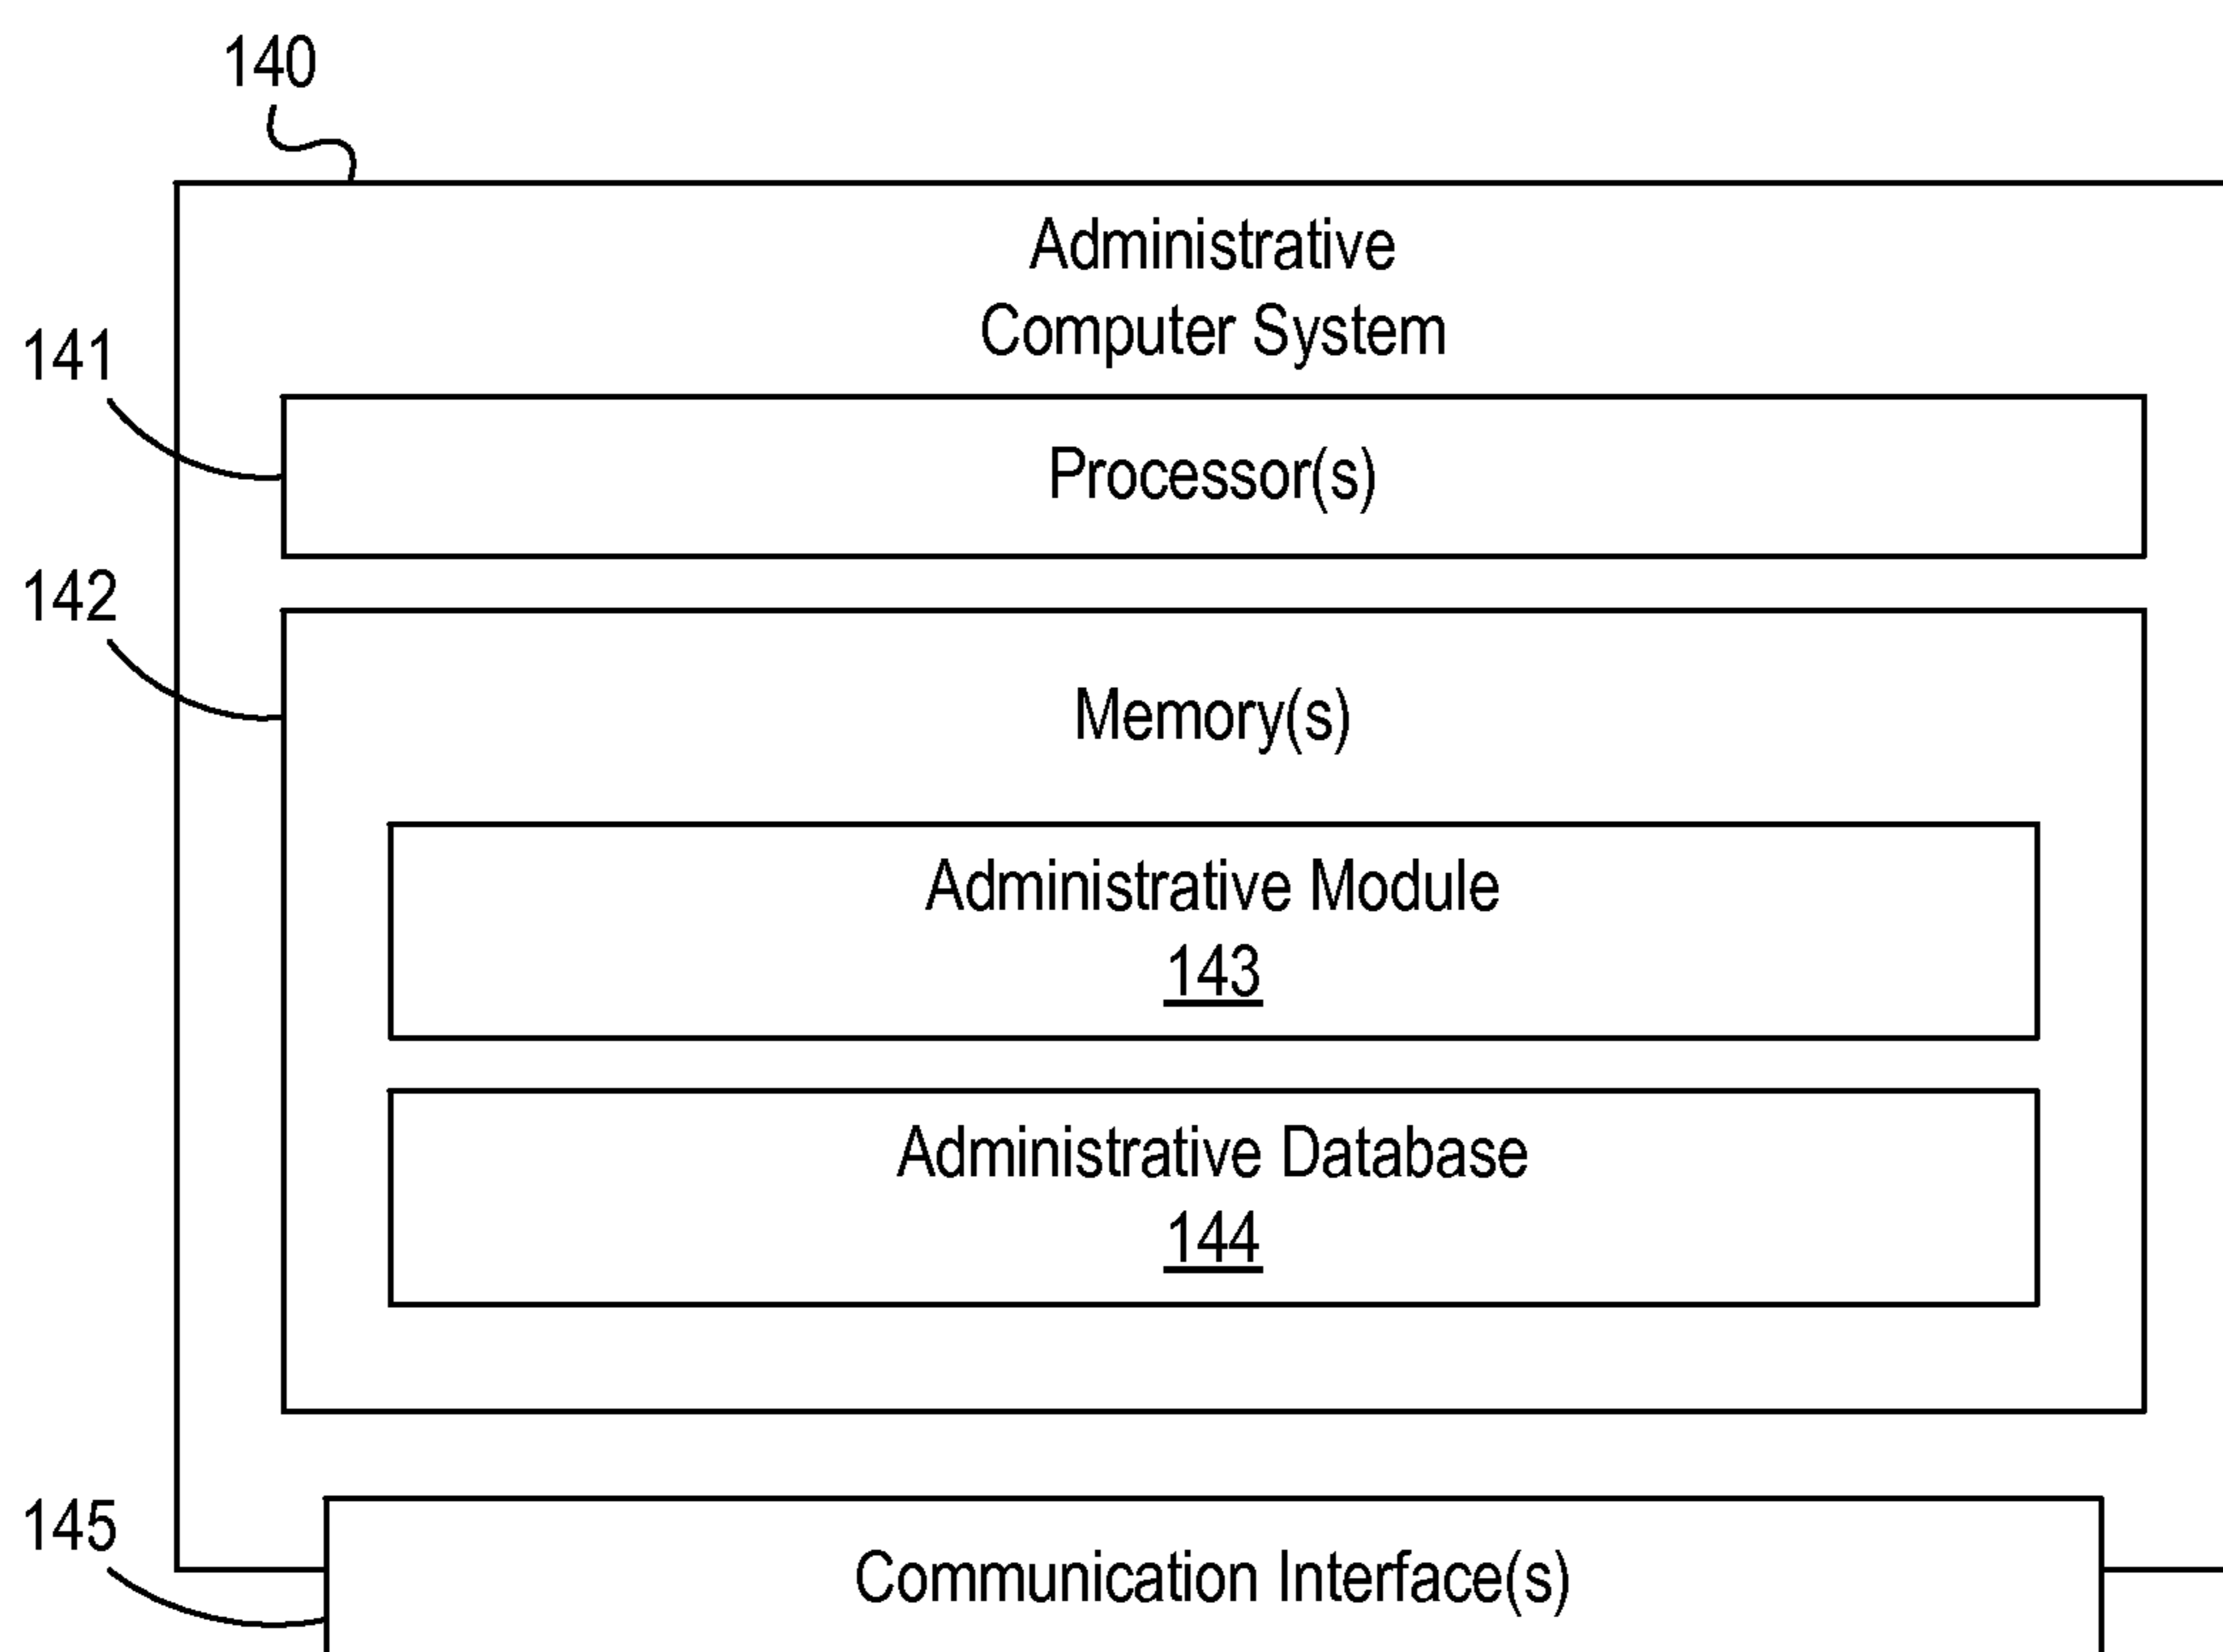 140
Administrative
Computer System
141
Processor(s)
142
Memory(s)
Administrative Module
143
Administrative Database
144
145
Communication Interface(s)